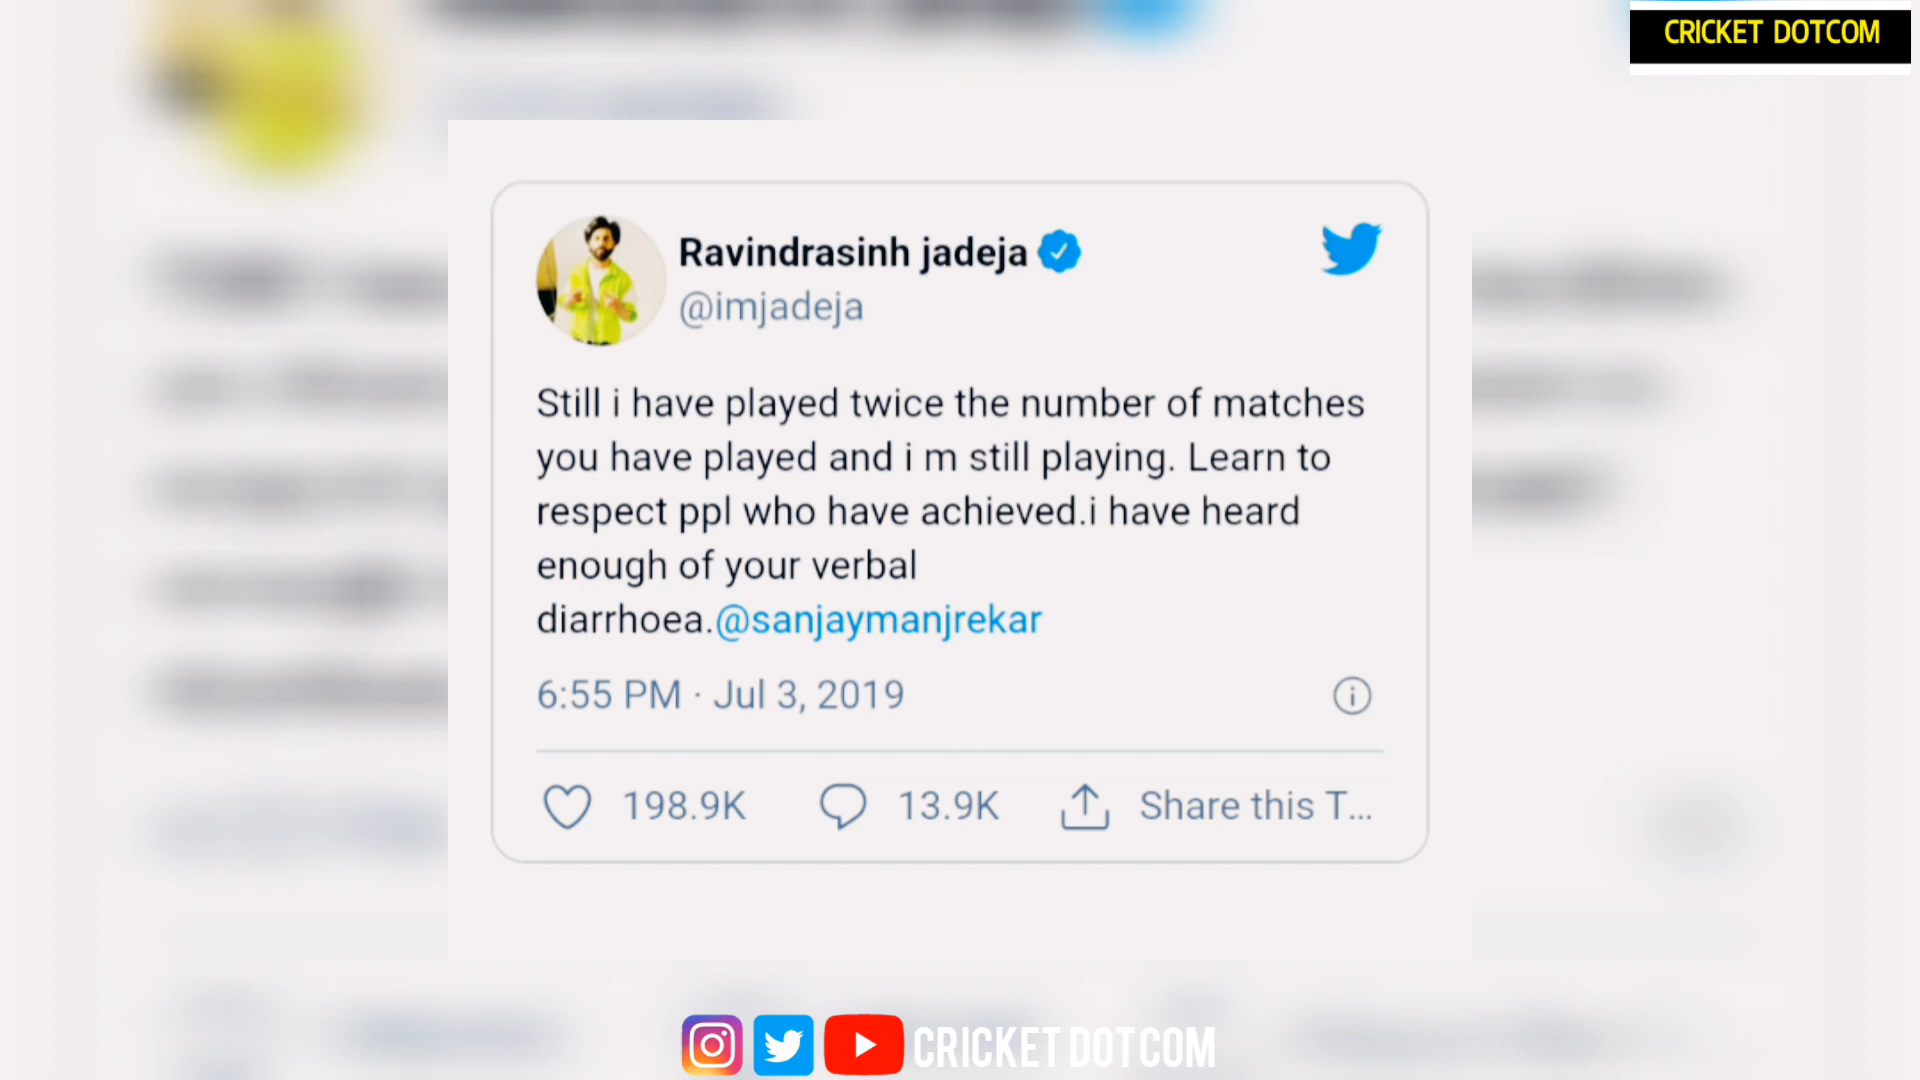 CRICKET DOTCOM
Ravindrasinh jadeja
@imjadeja
Still i have played twice the number of matches
you have played and i m still playing. Learn to
respect ppl who have achieved.i have heard
enough of your verbal
diarrhoea.@sanjaymanjrekar
6:55 PM · Jul 3, 2019
198.9K 13.9K Share this T...
CRICKET DOTCOM